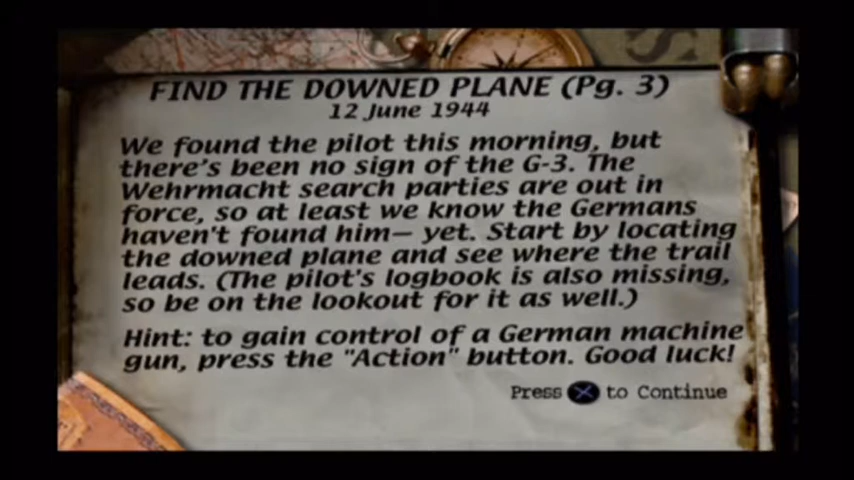 FIND THE DOWNED PLANE (Pg. 3)
12 June 1944
We found the pilot this morning, but
there's been no sign of the G-3. The
Wehrmacht search parties are out in
force, so at least we know the Germans
haven't found him— yet. Start by locating
the downed plane and see where the trail
leads. (The pilot's logbook is also missing,
so be on the lookout for it as well.)
Hint: to gain control of a German machine
gun, press the "Action" button. Good luck!
Press X to Continue